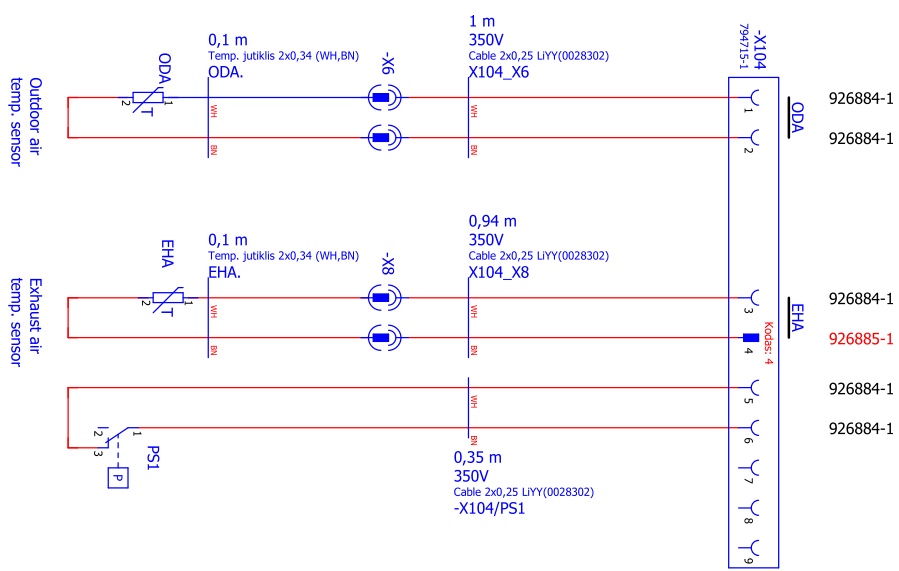 1 m
350V
Cable 2x0,25 LiYY(0028302)
X104_X6
0,1 m
Temp. jutiklis 2x0,34 (WH,BN)
ODA.
-X6
-X104
794715-1
ODA
1
2
T
WH
BN
WH
BN
1
2
ODA
926884-1
926884-1
Outdoor air
temp. sensor
0,94 m
350V
Cable 2x0,25 LiYY(0028302)
X104_X8
0,1 m
Temp. jutiklis 2x0,34 (WH,BN)
EHA.
-X8
EHA
1
2
T
WH
BN
WH
BN
3
4
Kodas: 4
EHA
926884-1
926885-1
Exhaust air
temp. sensor
WH
BN
5
6
7
8
9
926884-1
926884-1
1
2
3
PS1
P
0,35 m
350V
Cable 2x0,25 LiYY(0028302)
-X104/PS1